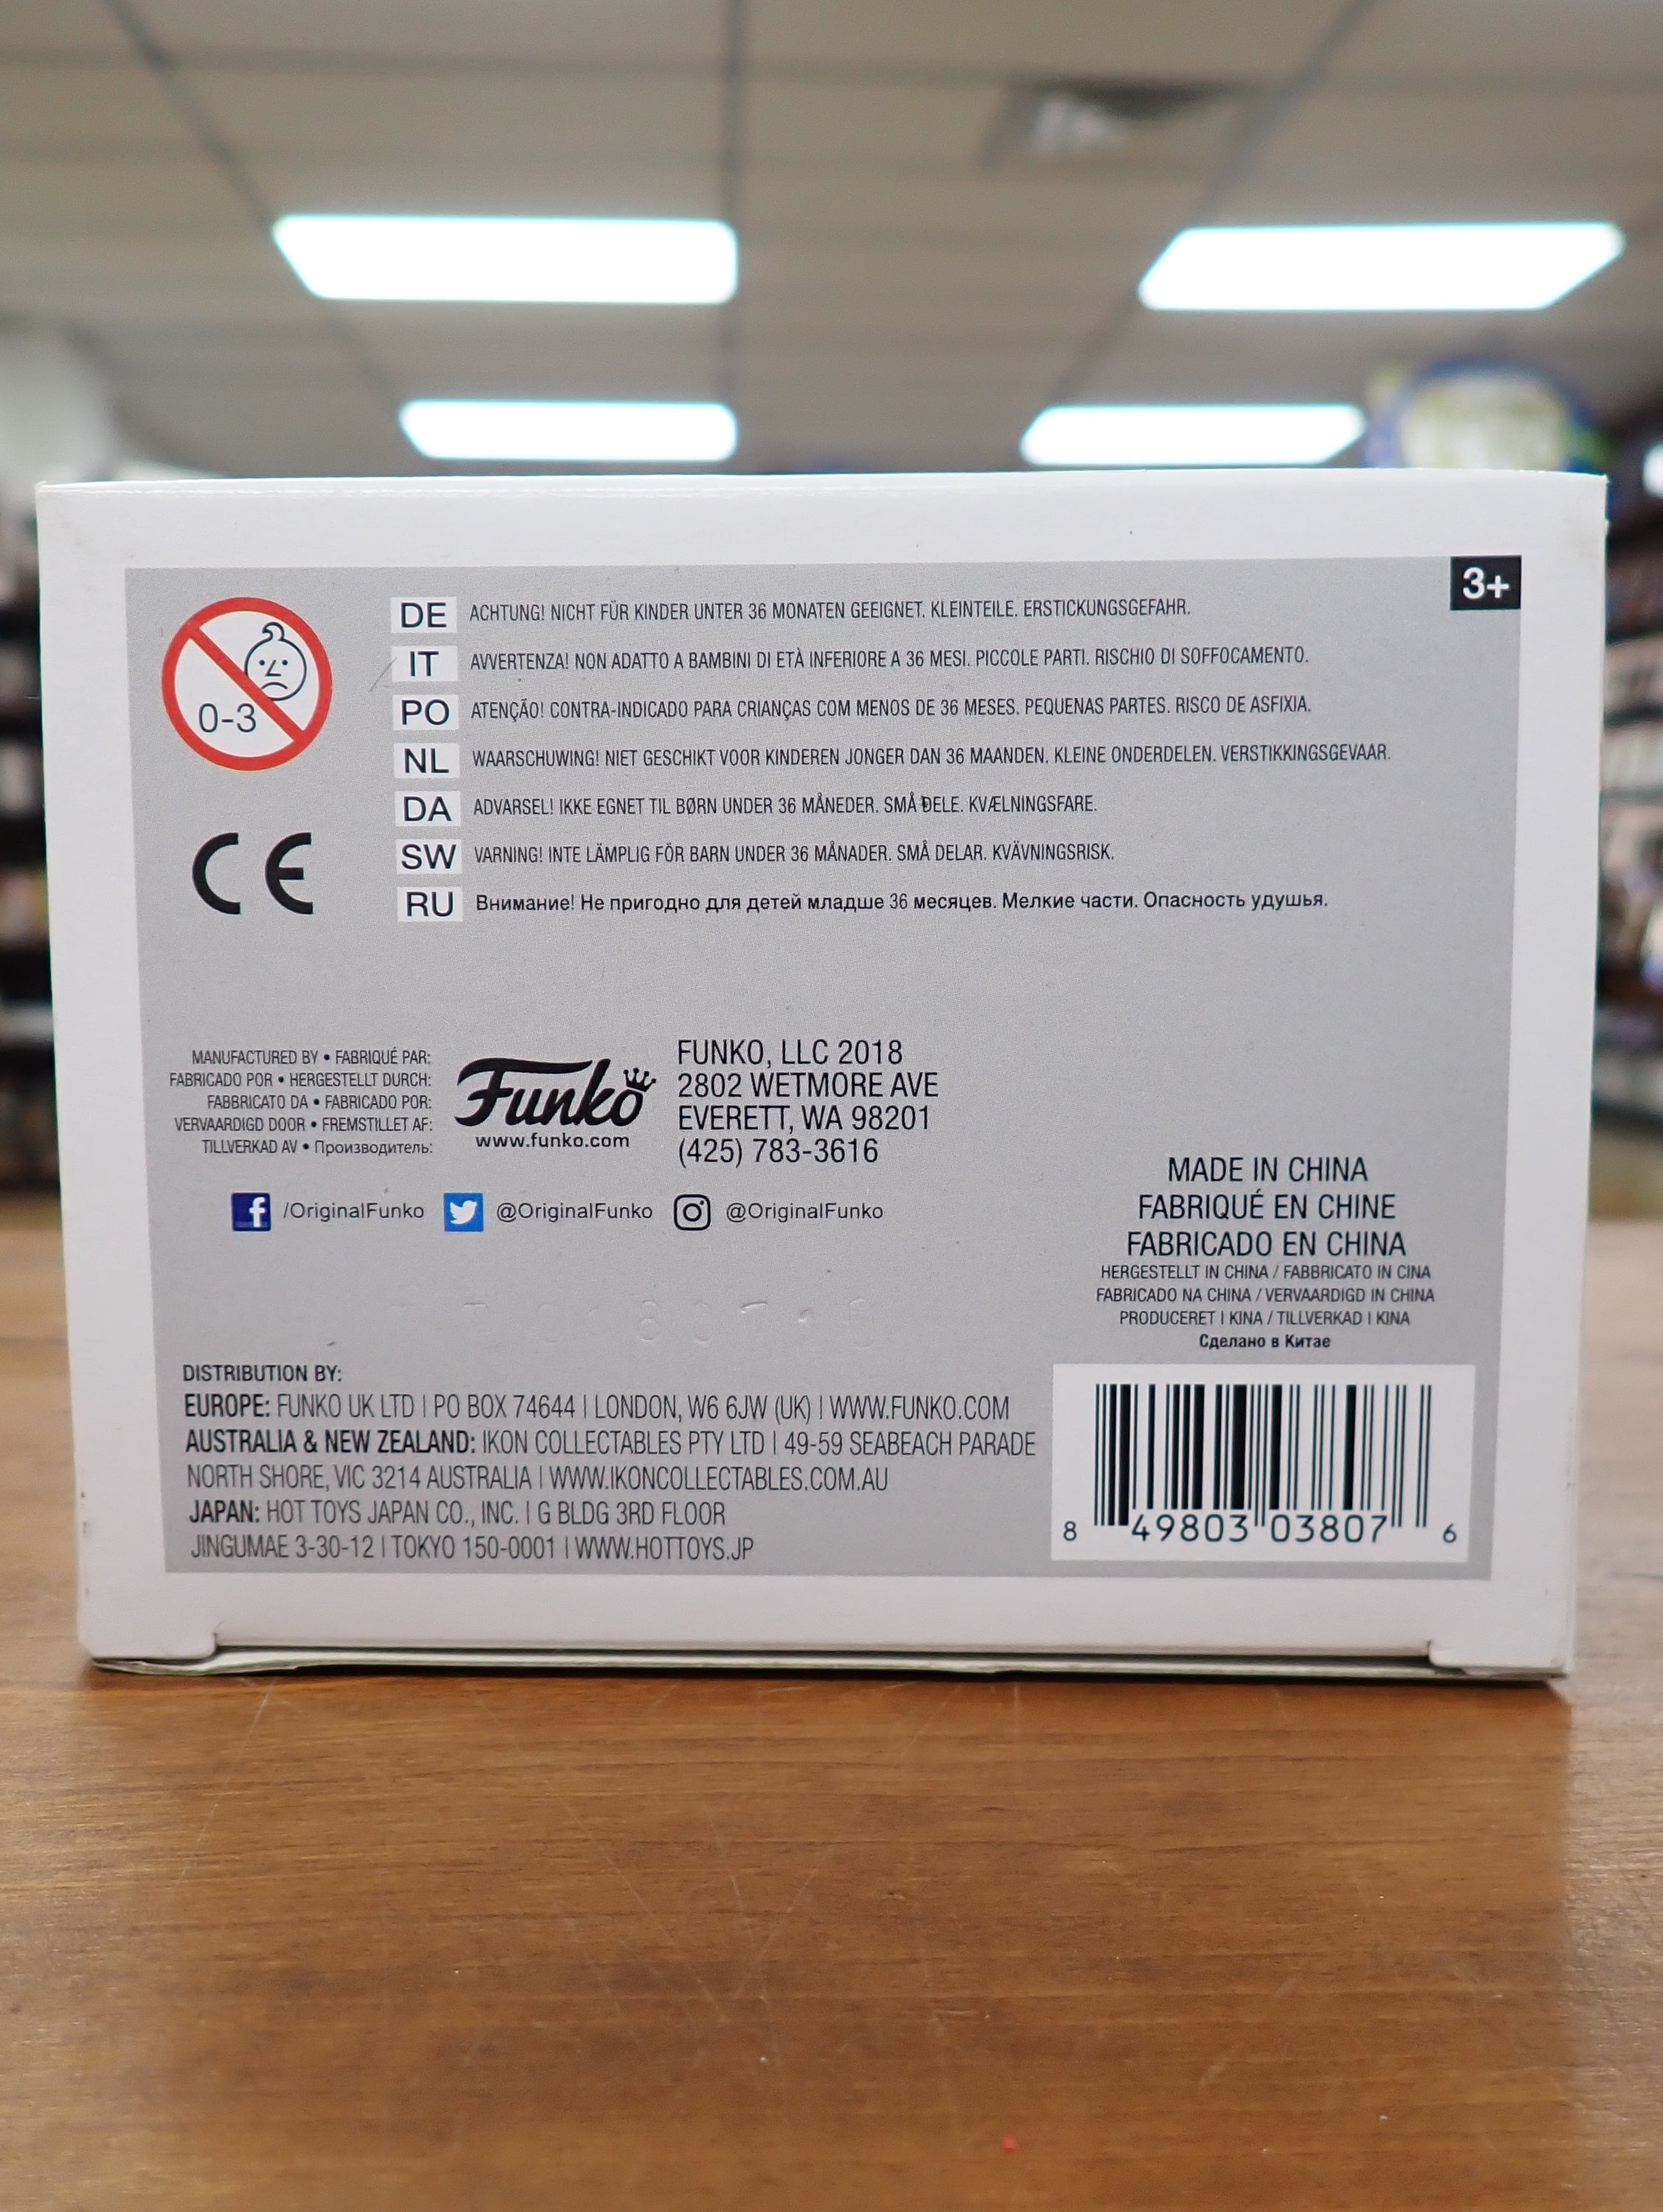 3+
0-3
DE ACHTUNG! NICHT FÜR KINDER UNTER 36 MONATEN GEEIGNET. KLEINTEILE. ERSTICKUNGSGEFAHR.
IT AVVERTENZA! NON ADATTO A BAMBINI DI ETÀ INFERIORE A 36 MESI. PICCOLE PARTI. RISCHIO DI SOFFOCAMENTO.
PO ATENÇÃO! CONTRA-INDICADO PARA CRIANÇAS COM MENOS DE 36 MESES. PEQUENAS PARTES. RISCO DE ASFIXIA.
NL WAARSCHUWING! NIET GESCHIKT VOOR KINDEREN JONGER DAN 36 MAANDEN. KLEINE ONDERDELEN. VERSTIKKINGSGEVAAR.
DA ADVARSEL! IKKE EGNET TIL BØRN UNDER 36 MÅNEDER. SMÅ DELE. KVÆLNINGSFARE.
SW VARNING! INTE LÄMPLIG FÖR BARN UNDER 36 MÅNADER. SMÅ DELAR. KVÄVNINGSRISK.
RU Внимание! Не пригодно для детей младше 36 месяцев. Мелкие части. Опасность удушья.
CE
MANUFACTURED BY • FABRIQUÉ PAR:
FABRICADO POR • HERGESTELLT DURCH:
FABBRICATO DA • FABRICADO POR:
VERVAARDIGD DOOR • FREMSTILLET AF:
TILLVERKAD AV • Производитель:
Funko
www.funko.com
FUNKO, LLC 2018
2802 WETMORE AVE
EVERETT, WA 98201
(425) 783-3616
/OriginalFunko @OriginalFunko @OriginalFunko
MADE IN CHINA
FABRIQUÉ EN CHINE
FABRICADO EN CHINA
HERGESTELLT IN CHINA / FABBRICATO IN CINA
FABRICADO NA CHINA / VERVAARDIGD IN CHINA
PRODUCERET I KINA / TILLVERKAD I KINA
Сделано в Китае
DISTRIBUTION BY:
EUROPE: FUNKO UK LTD | PO BOX 74644 | LONDON, W6 6JW (UK) | WWW.FUNKO.COM
AUSTRALIA & NEW ZEALAND: IKON COLLECTABLES PTY LTD | 49-59 SEABEACH PARADE
NORTH SHORE, VIC 3214 AUSTRALIA | WWW.IKONCOLLECTABLES.COM.AU
JAPAN: HOT TOYS JAPAN CO., INC. | G BLDG 3RD FLOOR
JINGUMAE 3-30-12 | TOKYO 150-0001 | WWW.HOTTOYS.JP
8 49803 03807 6